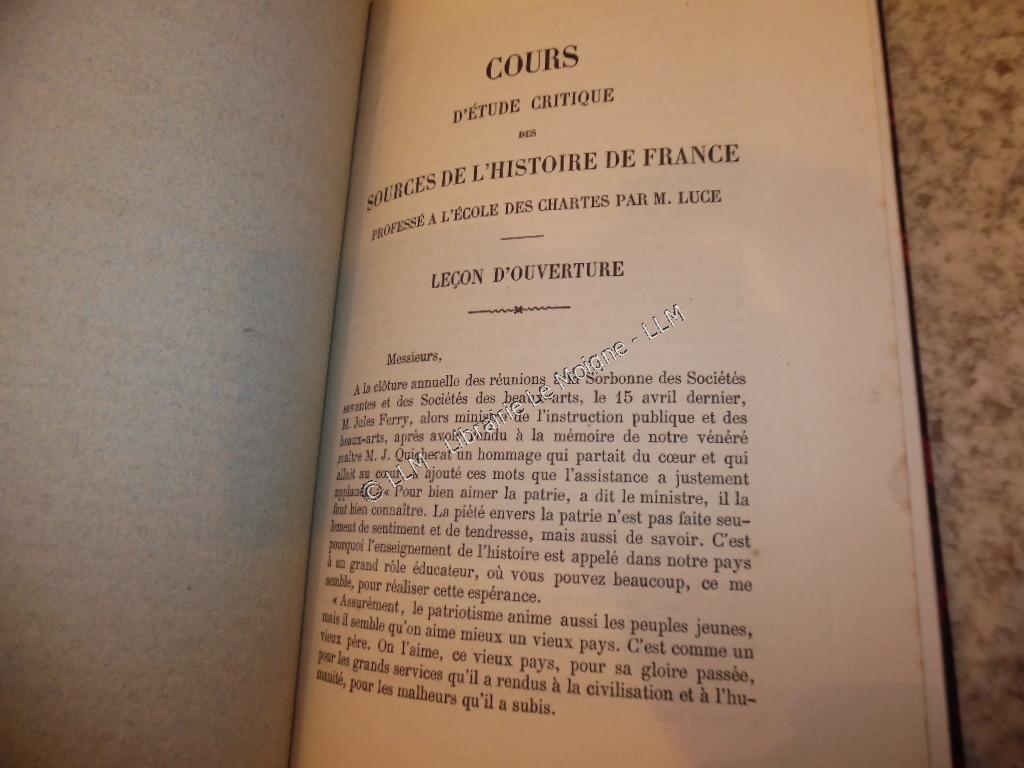 COURS
D'ÉTUDE CRITIQUE
DES
SOURCES DE L'HISTOIRE DE FRANCE
PROFESSÉ A L'ÉCOLE DES CHARTES PAR M. LUCE
LEÇON D'OUVERTURE
Messieurs,
A la clôture annuelle des réunions à la Sorbonne des Sociétés
savantes et des Sociétés des beaux-arts, le 15 avril dernier,
M. Jules Ferry, alors ministre de l'instruction publique et des
beaux-arts, après avoir rendu à la mémoire de notre vénéré
maître M. J. Quicherat un hommage qui partait du cœur et qui
allait au cœur, a ajouté ces mots que l'assistance a justement
applaudis : « Pour bien aimer la patrie, a dit le ministre, il la
faut bien connaître. La piété envers la patrie n'est pas faite seu-
lement de sentiment et de tendresse, mais aussi de savoir. C'est
pourquoi l'enseignement de l'histoire est appelé dans notre pays
à un grand rôle éducateur, où vous pouvez beaucoup, ce me
semble, pour réaliser cette espérance.
« Assurément, le patriotisme anime aussi les peuples jeunes,
mais il semble qu'on aime mieux un vieux pays. C'est comme un
vieux père. On l'aime, ce vieux pays, pour sa gloire passée,
pour les grands services qu'il a rendus à la civilisation et à l'hu-
manité, pour les malheurs qu'il a subis.
© LLM - Librairie Le Moigne - LLM